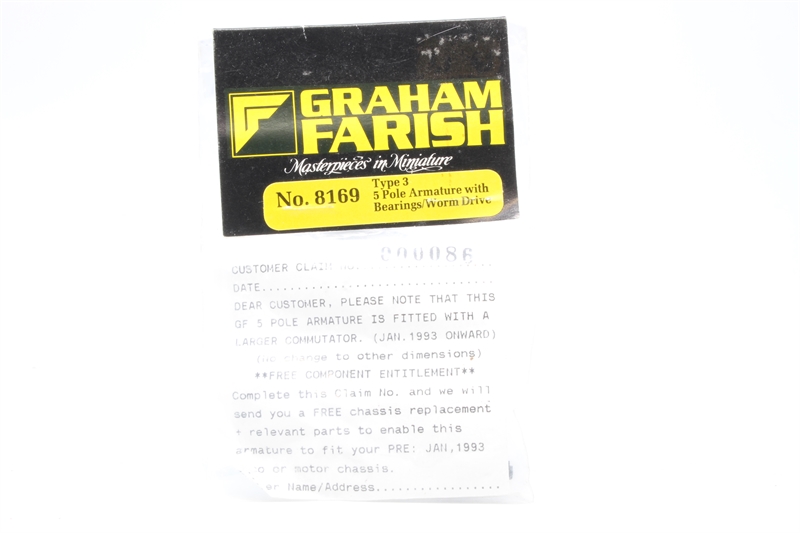 GRAHAM
FARISH
Masterpieces in Miniature
No. 8169
Type 3
5 Pole Armature with
Bearings/Worm Drive
CUSTOMER CLAIM
DATE.................................
DEAR CUSTOMER, PLEASE NOTE THAT THIS
GF 5 POLE ARMATURE IS FITTED WITH A
LARGER COMMUTATOR. (JAN.1993 ONWARD)
(no change to other dimensions)
**FREE COMPONENT ENTITLEMENT**
Complete this Claim No. and we will
send you a FREE chassis replacement
+ relevant parts to enable this
armature to fit your PRE: JAN,1993
or motor chassis.
Name/Address.................